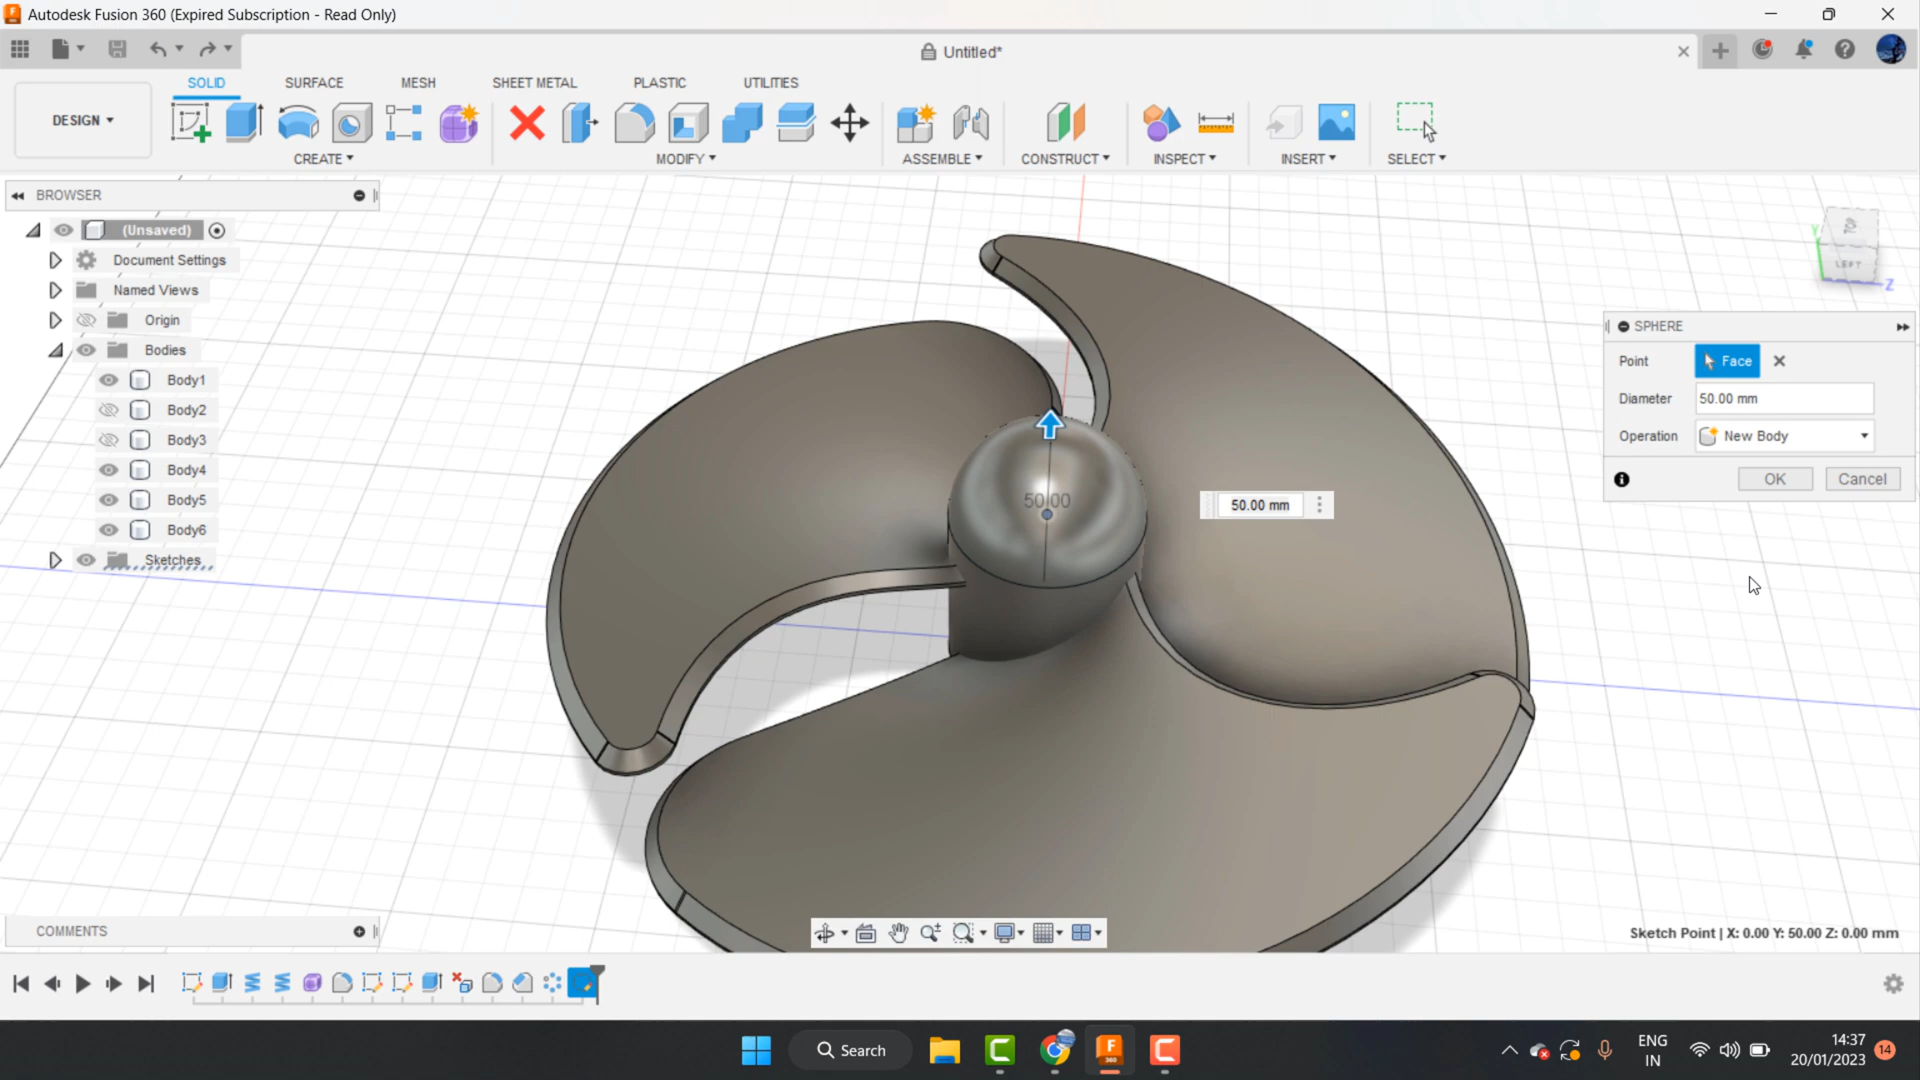 Autodesk Fusion 360 (Expired Subscription - Read Only)
Untitled*
SOLID SURFACE MESH SHEET METAL PLASTIC UTILITIES
DESIGN
CREATE MODIFY ASSEMBLE CONSTRUCT INSPECT INSERT SELECT
BROWSER
(Unsaved)
Document Settings
Named Views
Origin
Bodies
Body1
Body2
Body3
Body4
Body5
Body6
Sketches
LEFT
Y
Z
SPHERE
Point Face
Diameter 50.00 mm
Operation New Body
OK Cancel
50.00
50.00 mm
COMMENTS
Sketch Point | X: 0.00 Y: 50.00 Z: 0.00 mm
Search
F
360
ENG
IN
14:37
20/01/2023
14